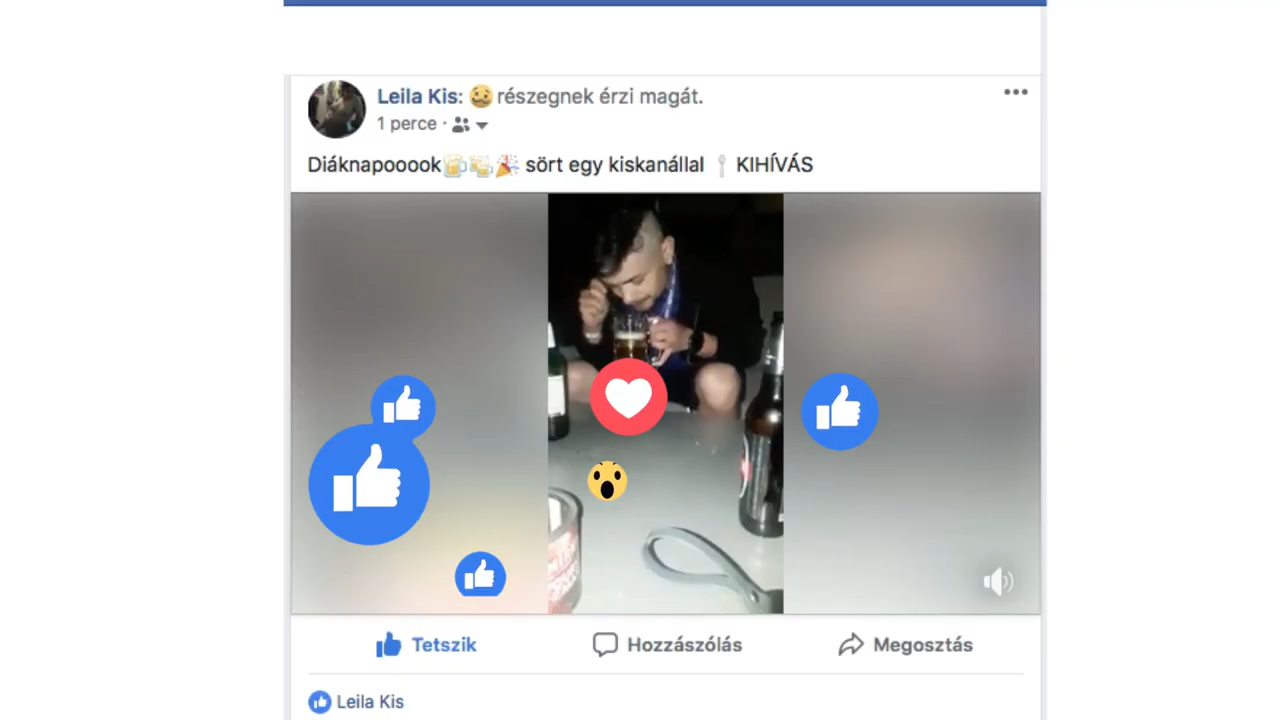 Leila Kis: 🥴 részegnek érzi magát.
1 perce ·
Diáknapooook🍺🍻🎉 sört egy kiskanállal 🥄 KIHÍVÁS
Tetszik Hozzászólás Megosztás
Leila Kis